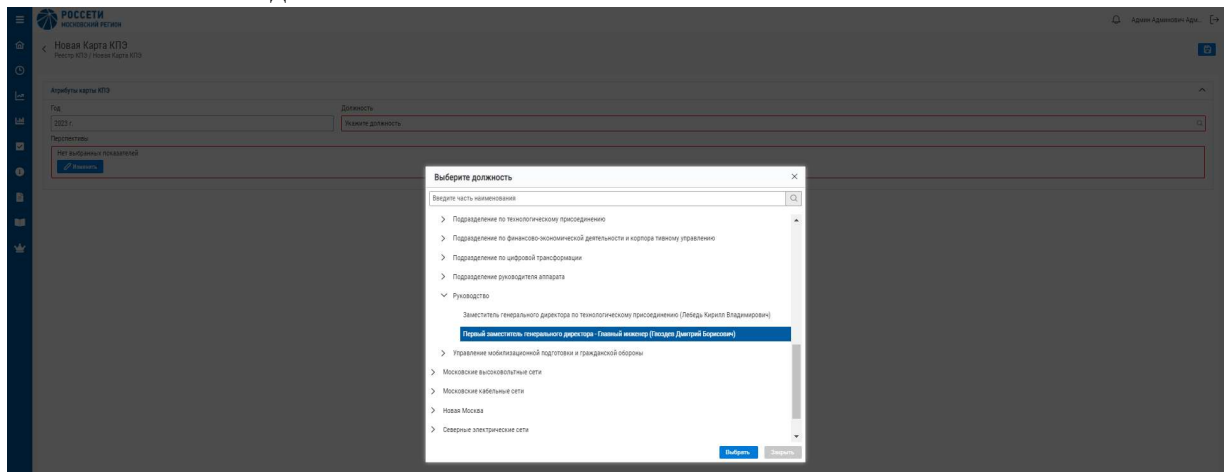 РОССЕТИ
МОСКОВСКИЙ РЕГИОН
Админ Админович Адм...
Новая Карта КПЭ
Реестр КПЭ / Новая Карта КПЭ
Атрибуты карты КПЭ
Год
Должность
2023 г.
Укажите должность
Перспективы
Нет выбранных показателей
Изменить
Выберите должность
Введите часть наименования
Подразделение по технологическому присоединению
Подразделение по финансово-экономической деятельности и корпора тивному управлению
Подразделение по цифровой трансформации
Подразделение руководителя аппарата
Руководство
Заместитель генерального директора по технологическому присоединению (Лебедь Кирилл Владимирович)
Первый заместитель генерального директора - Главный инженер (Гвоздев Дмитрий Борисович)
Управление мобилизационной подготовки и гражданской обороны
Московские высоковольтные сети
Московские кабельные сети
Новая Москва
Северные электрические сети
Выбрать
Закрыть